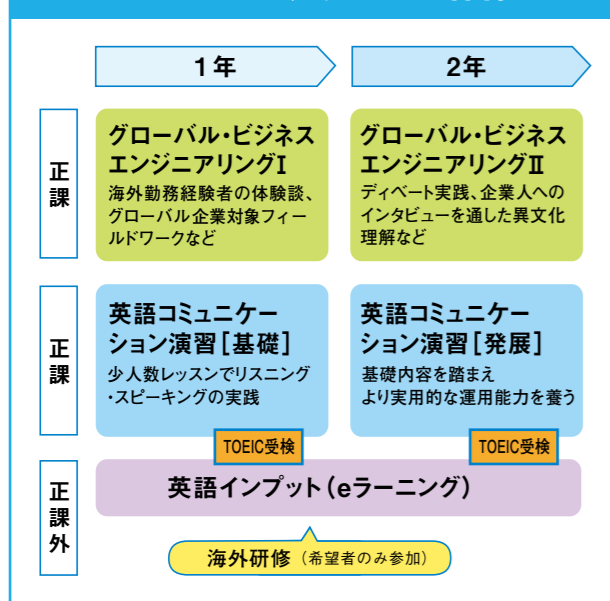 1年
2年
正課
グローバル・ビジネス
エンジニアリングⅠ
海外勤務経験者の体験談、
グローバル企業対象フィー
ルドワークなど
グローバル・ビジネス
エンジニアリングⅡ
ディベート実践、企業人への
インタビューを通した異文化
理解など
正課
英語コミュニケー
ション演習[基礎]
少人数レッスンでリスニング
・スピーキングの実践
英語コミュニケー
ション演習[発展]
基礎内容を踏まえ
より実用的な運用能力を養う
TOEIC受検
TOEIC受検
正課外
英語インプット(eラーニング)
海外研修(希望者のみ参加)